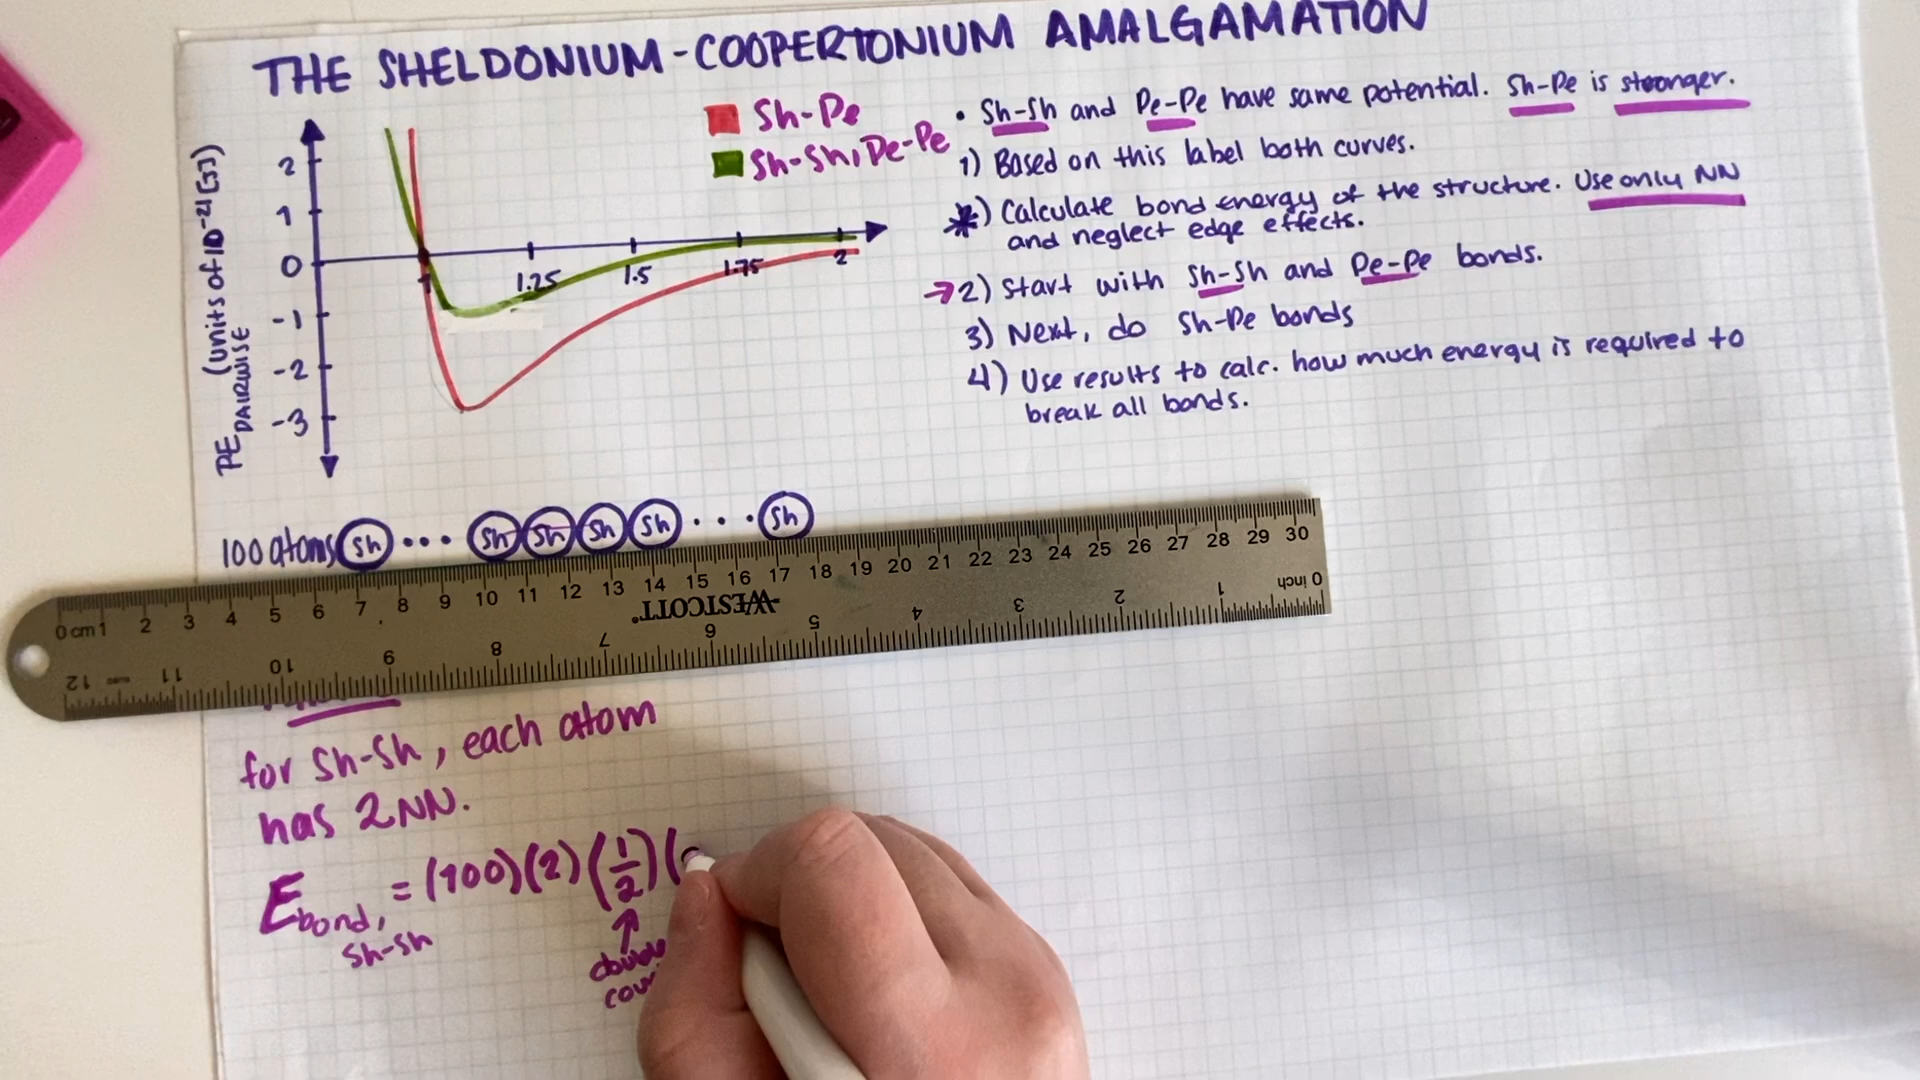 THE SHELDONIUM-COOPERTONIUM AMALGAMATION
Sh-Pe
Sh-Sh, Pe-Pe
PE PAIRWISE (units of 10^-21 [J])
2
1
0
-1
-2
-3
1 1.25 1.5 1.75 2
• Sh-Sh and Pe-Pe have same potential. Sh-Pe is stronger.
1) Based on this label both curves.
*) Calculate bond energy of the structure. Use only NN
and neglect edge effects.
→2) Start with Sh-Sh and Pe-Pe bonds.
3) Next, do Sh-Pe bonds
4) Use results to calc. how much energy is required to
break all bonds.
100 atoms Sh ... Sh Sh Sh Sh ... Sh
0 cm 1 2 3 4 5 6 7 8 9 10 11 12 13 14 15 16 17 18 19 20 21 22 23 24 25 26 27 28 29 30
WESTCOTT®
12 11 10 9 8 7 6 5 4 3 2 1 inch 0
for Sh-Sh, each atom
has 2 NN.
Ebond, Sh-Sh = (100)(2)(1/2)(
double